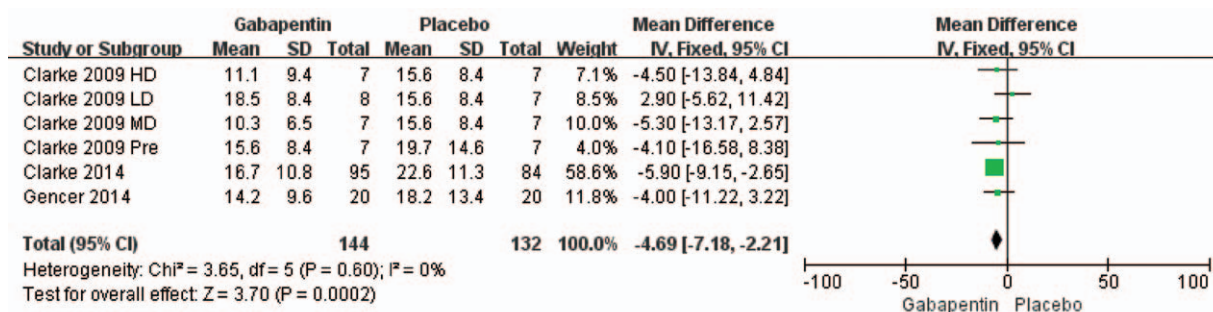 Gabapentin Placebo Mean Difference Mean Difference
Study or Subgroup Mean SD Total Mean SD Total Weight IV, Fixed, 95% CI IV, Fixed, 95% CI
Clarke 2009 HD 11.1 9.4 7 15.6 8.4 7 7.1% -4.50 [-13.84, 4.84]
Clarke 2009 LD 18.5 8.4 8 15.6 8.4 7 8.5% 2.90 [-5.62, 11.42]
Clarke 2009 MD 10.3 6.5 7 15.6 8.4 7 10.0% -5.30 [-13.17, 2.57]
Clarke 2009 Pre 15.6 8.4 7 19.7 14.6 7 4.0% -4.10 [-16.58, 8.38]
Clarke 2014 16.7 10.8 95 22.6 11.3 84 58.6% -5.90 [-9.15, -2.65]
Gencer 2014 14.2 9.6 20 18.2 13.4 20 11.8% -4.00 [-11.22, 3.22]
Total (95% CI) 144 132 100.0% -4.69 [-7.18, -2.21]
Heterogeneity: Chi² = 3.65, df = 5 (P = 0.60); I² = 0%
Test for overall effect: Z = 3.70 (P = 0.0002)
-100 -50 0 50 100
Gabapentin Placebo